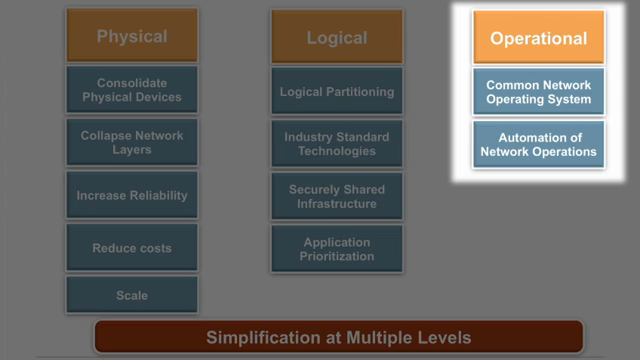 Physical
Consolidate
Physical Devices
Collapse Network
Layers
Increase Reliability
Reduce costs
Scale
Logical
Logical Partitioning
Industry Standard
Technologies
Securely Shared
Infrastructure
Application
Prioritization
Operational
Common Network
Operating System
Automation of
Network Operations
Simplification at Multiple Levels